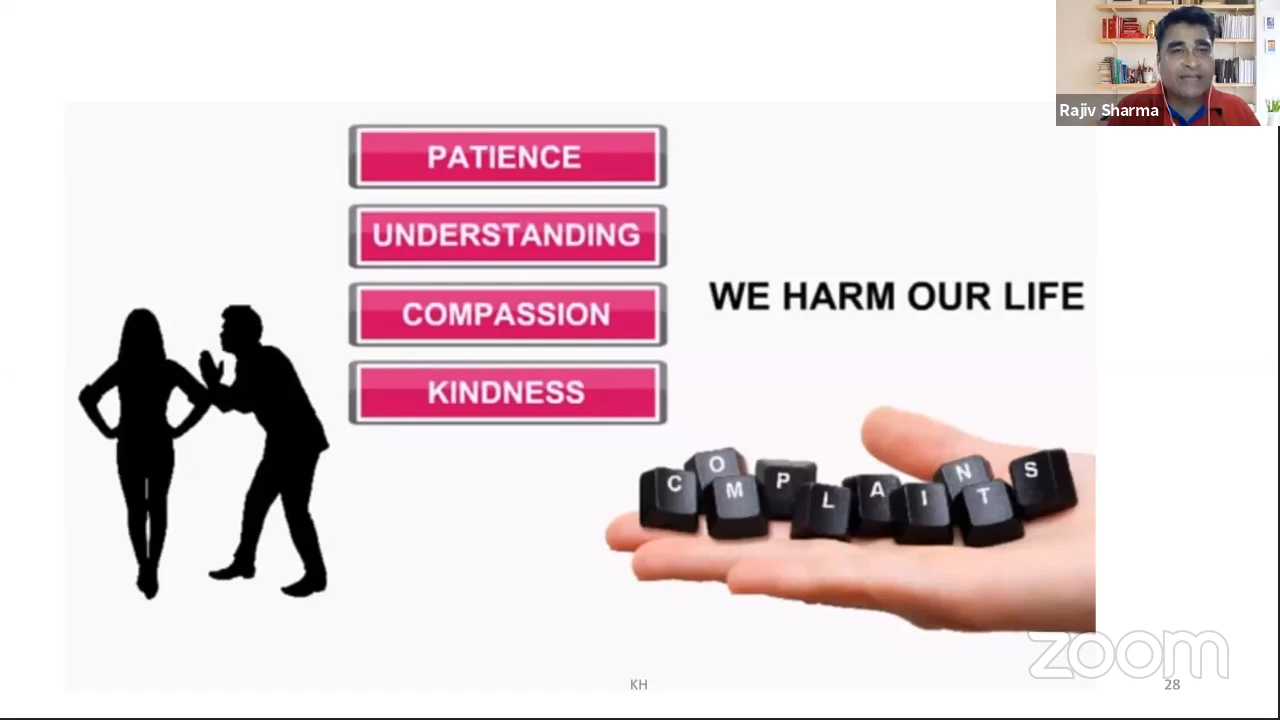 Rajiv Sharma
PATIENCE
UNDERSTANDING
COMPASSION
KINDNESS
WE HARM OUR LIFE
COMPLAINTS
zoom
KH
28